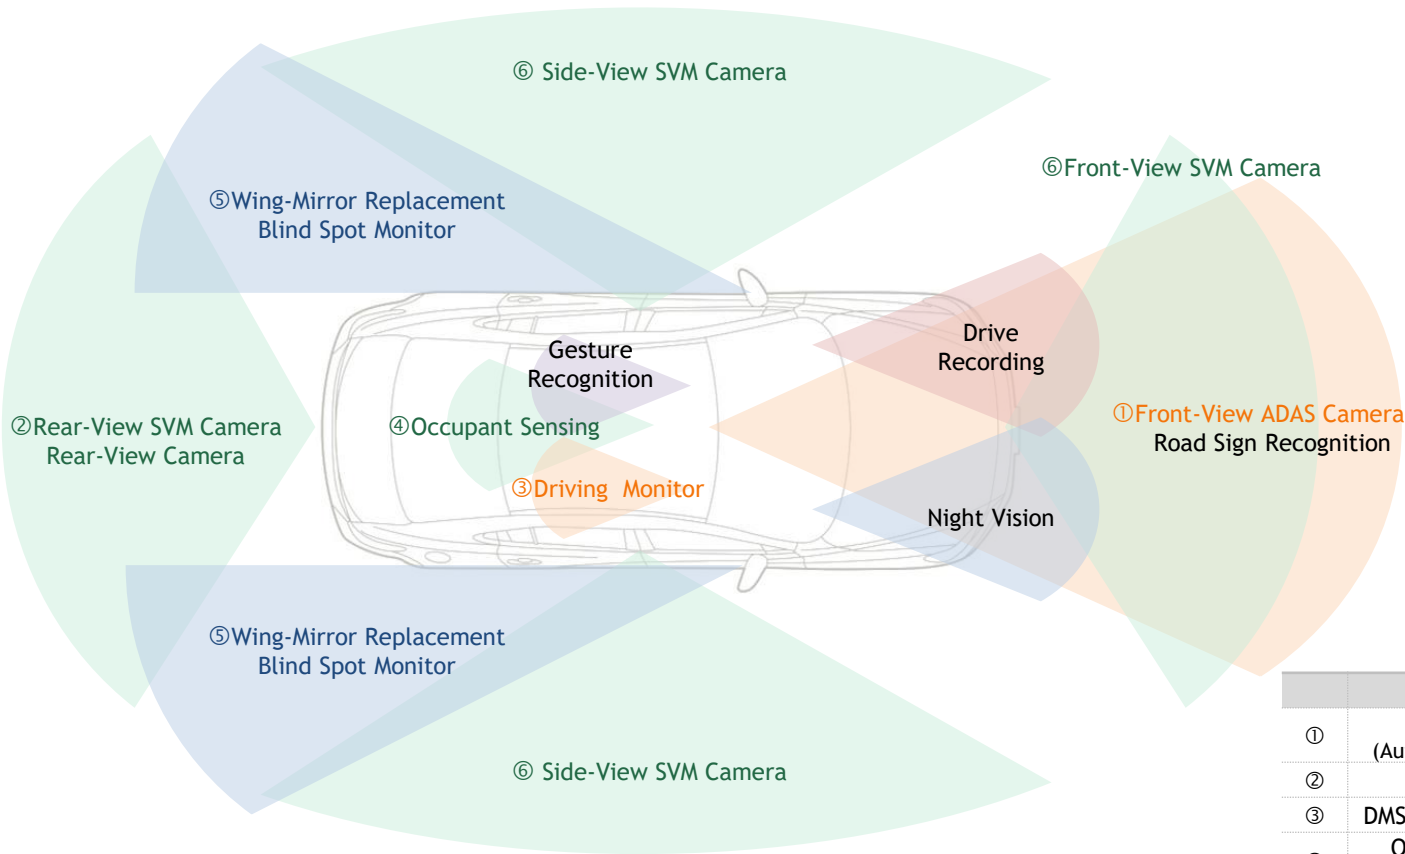 ⑥ Side-View SVM Camera
⑥Front-View SVM Camera
⑤Wing-Mirror Replacement
Blind Spot Monitor
Drive
Recording
Gesture
Recognition
②Rear-View SVM Camera
Rear-View Camera
④Occupant Sensing
①Front-View ADAS Camera
Road Sign Recognition
③Driving Monitor
Night Vision
⑤Wing-Mirror Replacement
Blind Spot Monitor
⑥ Side-View SVM Camera
①
(Au
②
③ DMS